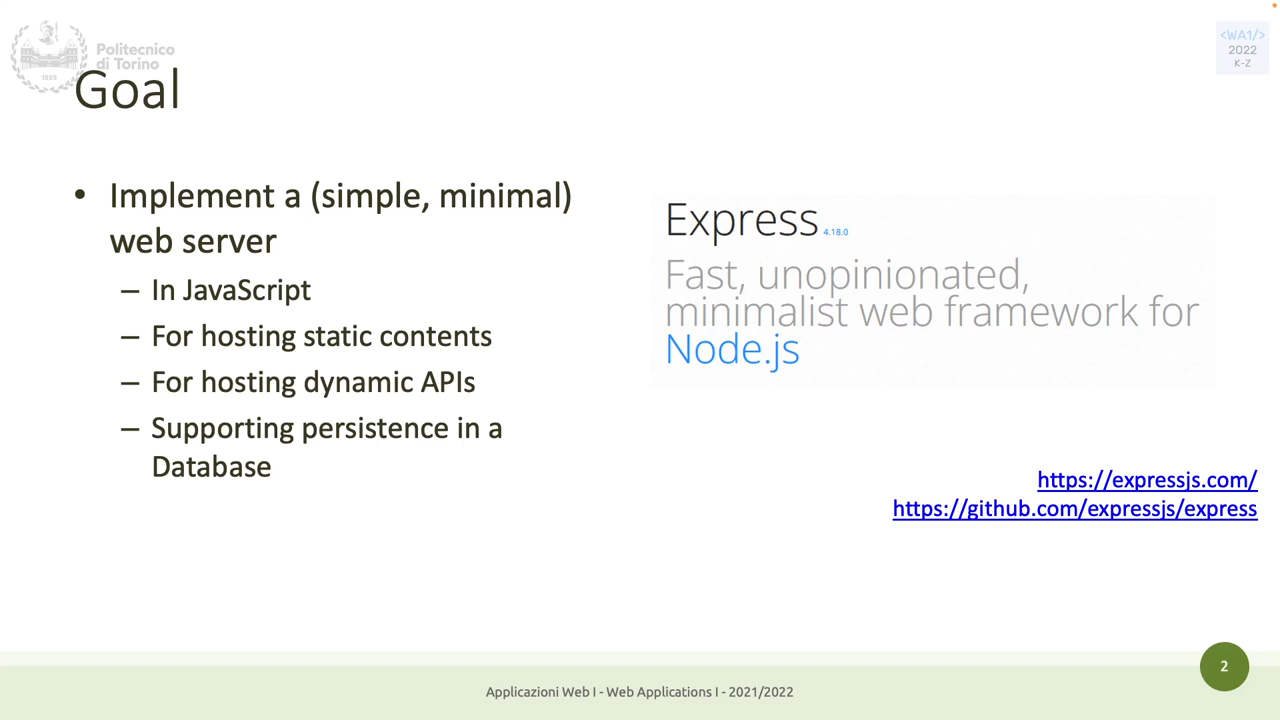 Politecnico
di Torino
1859
<WA1/>
2022
K-Z
Goal
• Implement a (simple, minimal)
web server
– In JavaScript
– For hosting static contents
– For hosting dynamic APIs
– Supporting persistence in a
Database
Express 4.18.0
Fast, unopinionated,
minimalist web framework for
Node.js
https://expressjs.com/
https://github.com/expressjs/express
Applicazioni Web I - Web Applications I - 2021/2022
2